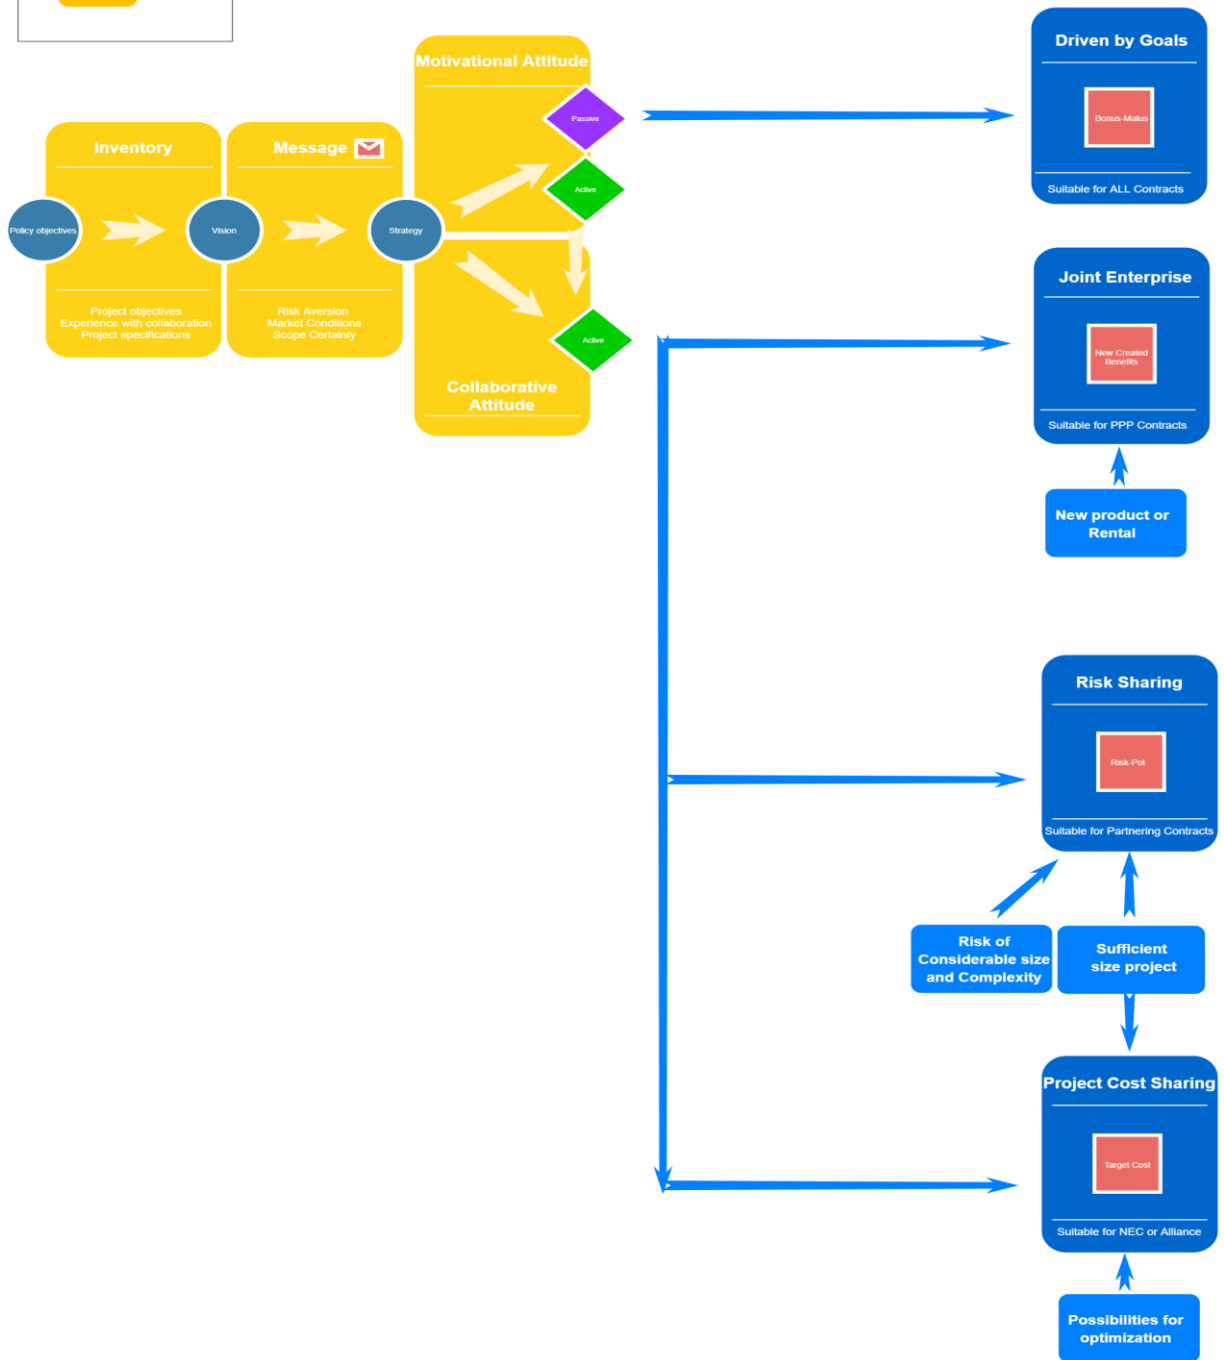 Driven by Goals
Bonus-Malus
Suitable for ALL Contracts
Motivational Attitude
Passive
Active
Inventory
Message
Policy objectives
Vision
Strategy
Project objectives
Experience with collaboration
Project specifications
Risk Aversion
Market Conditions
Scope Certainty
Active
Collaborative
Attitude
Joint Enterprise
New Created
Benefits
Suitable for PPP Contracts
New product or
Rental
Risk Sharing
Risk-Pot
Suitable for Partnering Contracts
Risk of
Considerable size
and Complexity
Sufficient
size project
Project Cost Sharing
Target Cost
Suitable for NEC or Alliance
Possibilities for
optimization